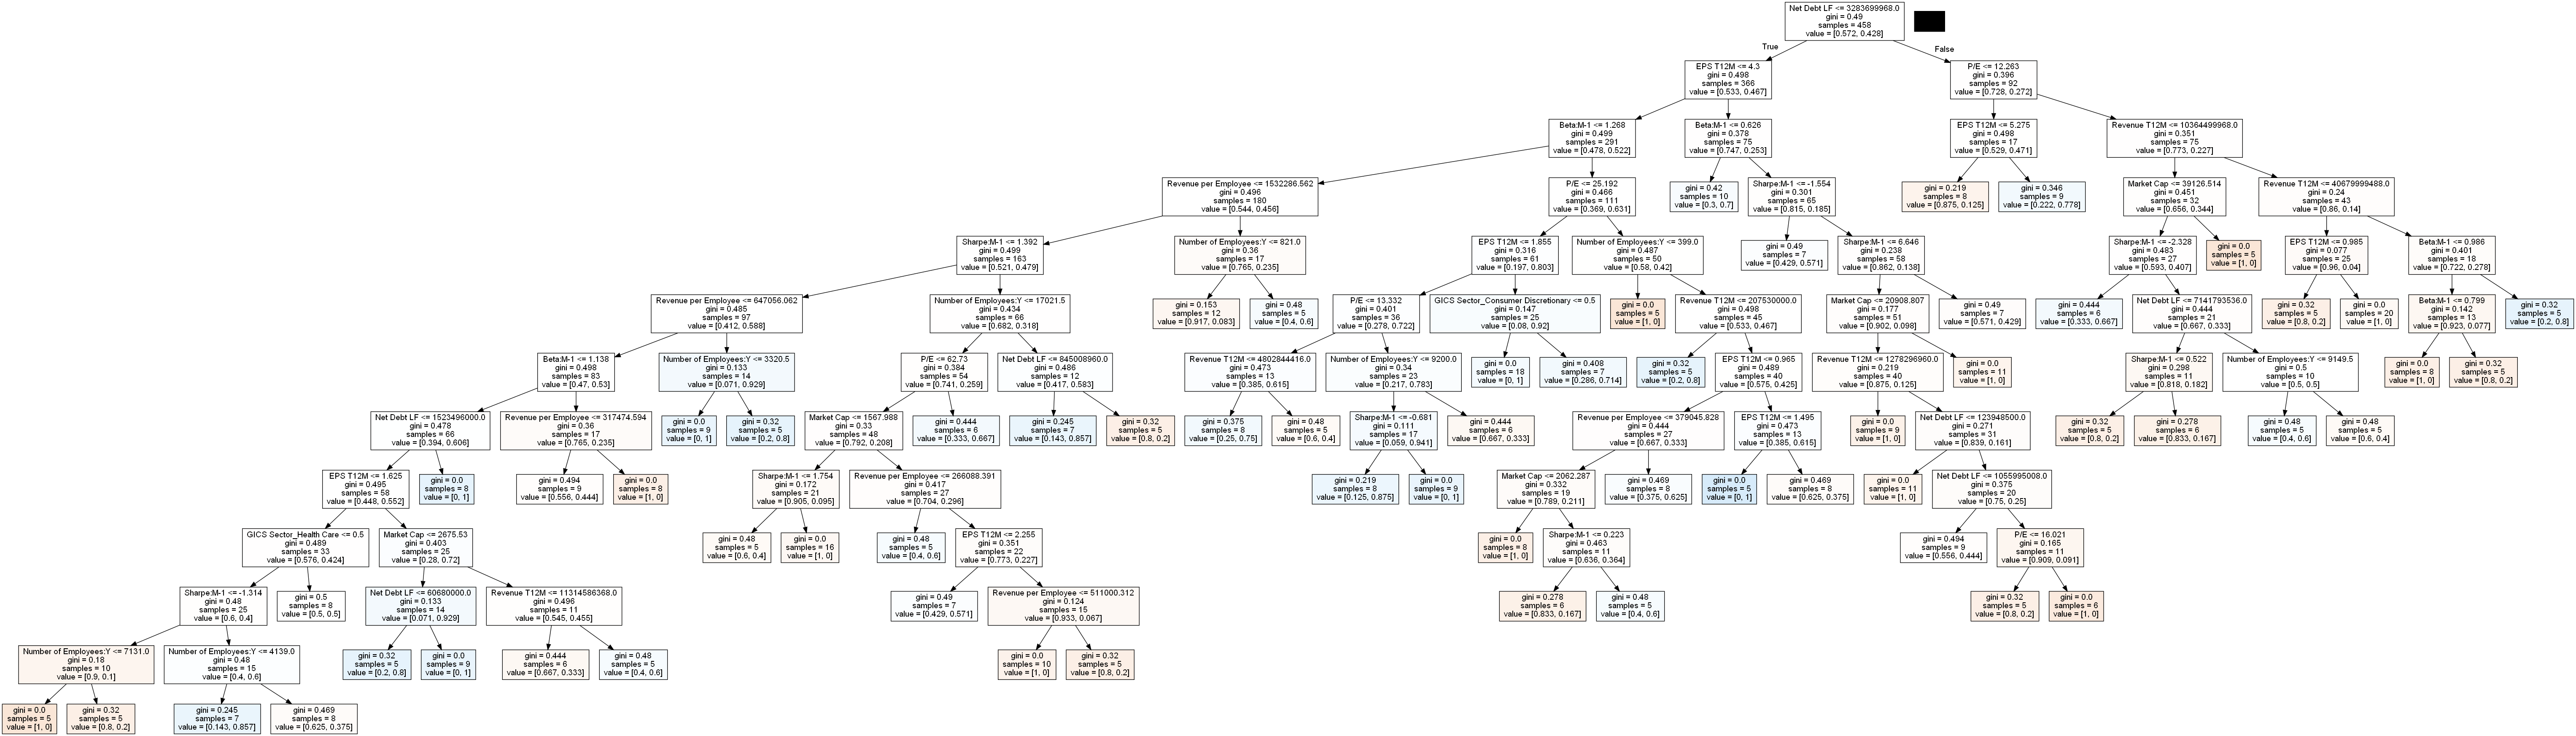 Net Debt LF <= 3283699968.0
gini = 0.49
samples = 458
value = [0.572, 0.428]
True
False
EPS T12M <= 4.3
gini = 0.498
samples = 366
value = [0.533, 0.467]
P/E <= 12.263
gini = 0.396
samples = 92
value = [0.728, 0.272]
Beta:M-1 <= 1.268
gini = 0.499
samples = 291
value = [0.478, 0.522]
Beta:M-1 <= 0.626
gini = 0.378
samples = 75
value = [0.747, 0.253]
EPS T12M <= 5.275
gini = 0.498
samples = 17
value = [0.529, 0.471]
Revenue T12M <= 10364499968.0
gini = 0.351
samples = 75
value = [0.773, 0.227]
Revenue per Employee <= 1532286.562
gini = 0.496
samples = 180
value = [0.544, 0.456]
P/E <= 25.192
gini = 0.466
samples = 111
value = [0.369, 0.631]
gini = 0.42
samples = 10
value = [0.3, 0.7]
Sharpe:M-1 <= -1.554
gini = 0.301
samples = 65
value = [0.815, 0.185]
gini = 0.219
samples = 8
value = [0.875, 0.125]
gini = 0.346
samples = 9
value = [0.222, 0.778]
Market Cap <= 39126.514
gini = 0.451
samples = 32
value = [0.656, 0.344]
Revenue T12M <= 40679999488.0
gini = 0.24
samples = 43
value = [0.86, 0.14]
Sharpe:M-1 <= 1.392
gini = 0.499
samples = 163
value = [0.521, 0.479]
Number of Employees:Y <= 821.0
gini = 0.36
samples = 17
value = [0.765, 0.235]
EPS T12M <= 1.855
gini = 0.316
samples = 61
value = [0.197, 0.803]
Number of Employees:Y <= 399.0
gini = 0.487
samples = 50
value = [0.58, 0.42]
gini = 0.49
samples = 7
value = [0.429, 0.571]
Sharpe:M-1 <= 6.646
gini = 0.238
samples = 58
value = [0.862, 0.138]
Sharpe:M-1 <= -2.328
gini = 0.483
samples = 27
value = [0.593, 0.407]
gini = 0.0
samples = 5
value = [1, 0]
EPS T12M <= 0.985
gini = 0.077
samples = 25
value = [0.96, 0.04]
Beta:M-1 <= 0.986
gini = 0.401
samples = 18
value = [0.722, 0.278]
Revenue per Employee <= 647056.062
gini = 0.485
samples = 97
value = [0.412, 0.588]
Number of Employees:Y <= 17021.5
gini = 0.434
samples = 66
value = [0.682, 0.318]
gini = 0.153
samples = 12
value = [0.917, 0.083]
gini = 0.48
samples = 5
value = [0.4, 0.6]
P/E <= 13.332
gini = 0.401
samples = 36
value = [0.278, 0.722]
GICS Sector_Consumer Discretionary <= 0.5
gini = 0.147
samples = 25
value = [0.08, 0.92]
gini = 0.0
samples = 5
value = [1, 0]
Revenue T12M <= 207530000.0
gini = 0.498
samples = 45
value = [0.533, 0.467]
Market Cap <= 20908.807
gini = 0.177
samples = 51
value = [0.902, 0.098]
gini = 0.49
samples = 7
value = [0.571, 0.429]
gini = 0.444
samples = 6
value = [0.333, 0.667]
Net Debt LF <= 7141793536.0
gini = 0.444
samples = 21
value = [0.667, 0.333]
gini = 0.32
samples = 5
value = [0.8, 0.2]
gini = 0.0
samples = 20
value = [1, 0]
Beta:M-1 <= 0.799
gini = 0.142
samples = 13
value = [0.923, 0.077]
gini = 0.32
samples = 5
value = [0.2, 0.8]
Beta:M-1 <= 1.138
gini = 0.498
samples = 83
value = [0.47, 0.53]
Number of Employees:Y <= 3320.5
gini = 0.133
samples = 14
value = [0.071, 0.929]
P/E <= 62.73
gini = 0.384
samples = 54
value = [0.741, 0.259]
Net Debt LF <= 845008960.0
gini = 0.486
samples = 12
value = [0.417, 0.583]
Revenue T12M <= 4802844416.0
gini = 0.473
samples = 13
value = [0.385, 0.615]
Number of Employees:Y <= 9200.0
gini = 0.34
samples = 23
value = [0.217, 0.783]
gini = 0.0
samples = 18
value = [0, 1]
gini = 0.408
samples = 7
value = [0.286, 0.714]
gini = 0.32
samples = 5
value = [0.2, 0.8]
EPS T12M <= 0.965
gini = 0.489
samples = 40
value = [0.575, 0.425]
Revenue T12M <= 1278296960.0
gini = 0.219
samples = 40
value = [0.875, 0.125]
gini = 0.0
samples = 11
value = [1, 0]
Sharpe:M-1 <= 0.522
gini = 0.298
samples = 11
value = [0.818, 0.182]
Number of Employees:Y <= 9149.5
gini = 0.5
samples = 10
value = [0.5, 0.5]
gini = 0.0
samples = 8
value = [1, 0]
gini = 0.32
samples = 5
value = [0.8, 0.2]
Net Debt LF <= 1523496000.0
gini = 0.478
samples = 66
value = [0.394, 0.606]
Revenue per Employee <= 317474.594
gini = 0.36
samples = 17
value = [0.765, 0.235]
gini = 0.0
samples = 9
value = [0, 1]
gini = 0.32
samples = 5
value = [0.2, 0.8]
Market Cap <= 1567.988
gini = 0.33
samples = 48
value = [0.792, 0.208]
gini = 0.444
samples = 6
value = [0.333, 0.667]
gini = 0.245
samples = 7
value = [0.143, 0.857]
gini = 0.32
samples = 5
value = [0.8, 0.2]
gini = 0.375
samples = 8
value = [0.25, 0.75]
gini = 0.48
samples = 5
value = [0.6, 0.4]
Sharpe:M-1 <= -0.681
gini = 0.111
samples = 17
value = [0.059, 0.941]
gini = 0.444
samples = 6
value = [0.667, 0.333]
Revenue per Employee <= 379045.828
gini = 0.444
samples = 27
value = [0.667, 0.333]
EPS T12M <= 1.495
gini = 0.473
samples = 13
value = [0.385, 0.615]
gini = 0.0
samples = 9
value = [1, 0]
Net Debt LF <= 123948500.0
gini = 0.271
samples = 31
value = [0.839, 0.161]
gini = 0.32
samples = 5
value = [0.8, 0.2]
gini = 0.278
samples = 6
value = [0.833, 0.167]
gini = 0.48
samples = 5
value = [0.4, 0.6]
gini = 0.48
samples = 5
value = [0.6, 0.4]
EPS T12M <= 1.625
gini = 0.495
samples = 58
value = [0.448, 0.552]
gini = 0.0
samples = 8
value = [0, 1]
gini = 0.494
samples = 9
value = [0.556, 0.444]
gini = 0.0
samples = 8
value = [1, 0]
Sharpe:M-1 <= 1.754
gini = 0.172
samples = 21
value = [0.905, 0.095]
Revenue per Employee <= 266088.391
gini = 0.417
samples = 27
value = [0.704, 0.296]
gini = 0.219
samples = 8
value = [0.125, 0.875]
gini = 0.0
samples = 9
value = [0, 1]
Market Cap <= 2062.287
gini = 0.332
samples = 19
value = [0.789, 0.211]
gini = 0.469
samples = 8
value = [0.375, 0.625]
gini = 0.0
samples = 5
value = [0, 1]
gini = 0.469
samples = 8
value = [0.625, 0.375]
gini = 0.0
samples = 11
value = [1, 0]
Net Debt LF <= 1055995008.0
gini = 0.375
samples = 20
value = [0.75, 0.25]
GICS Sector_Health Care <= 0.5
gini = 0.489
samples = 33
value = [0.576, 0.424]
Market Cap <= 2675.53
gini = 0.403
samples = 25
value = [0.28, 0.72]
gini = 0.48
samples = 5
value = [0.6, 0.4]
gini = 0.0
samples = 16
value = [1, 0]
gini = 0.48
samples = 5
value = [0.4, 0.6]
EPS T12M <= 2.255
gini = 0.351
samples = 22
value = [0.773, 0.227]
gini = 0.0
samples = 8
value = [1, 0]
Sharpe:M-1 <= 0.223
gini = 0.463
samples = 11
value = [0.636, 0.364]
gini = 0.494
samples = 9
value = [0.556, 0.444]
P/E <= 16.021
gini = 0.165
samples = 11
value = [0.909, 0.091]
Sharpe:M-1 <= -1.314
gini = 0.48
samples = 25
value = [0.6, 0.4]
gini = 0.5
samples = 8
value = [0.5, 0.5]
Net Debt LF <= 60680000.0
gini = 0.133
samples = 14
value = [0.071, 0.929]
Revenue T12M <= 11314586368.0
gini = 0.496
samples = 11
value = [0.545, 0.455]
gini = 0.49
samples = 7
value = [0.429, 0.571]
Revenue per Employee <= 511000.312
gini = 0.124
samples = 15
value = [0.933, 0.067]
gini = 0.278
samples = 6
value = [0.833, 0.167]
gini = 0.48
samples = 5
value = [0.4, 0.6]
gini = 0.32
samples = 5
value = [0.8, 0.2]
gini = 0.0
samples = 6
value = [1, 0]
Number of Employees:Y <= 7131.0
gini = 0.18
samples = 10
value = [0.9, 0.1]
Number of Employees:Y <= 4139.0
gini = 0.48
samples = 15
value = [0.4, 0.6]
gini = 0.32
samples = 5
value = [0.2, 0.8]
gini = 0.0
samples = 9
value = [0, 1]
gini = 0.444
samples = 6
value = [0.667, 0.333]
gini = 0.48
samples = 5
value = [0.4, 0.6]
gini = 0.0
samples = 10
value = [1, 0]
gini = 0.32
samples = 5
value = [0.8, 0.2]
gini = 0.0
samples = 5
value = [1, 0]
gini = 0.32
samples = 5
value = [0.8, 0.2]
gini = 0.245
samples = 7
value = [0.143, 0.857]
gini = 0.469
samples = 8
value = [0.625, 0.375]